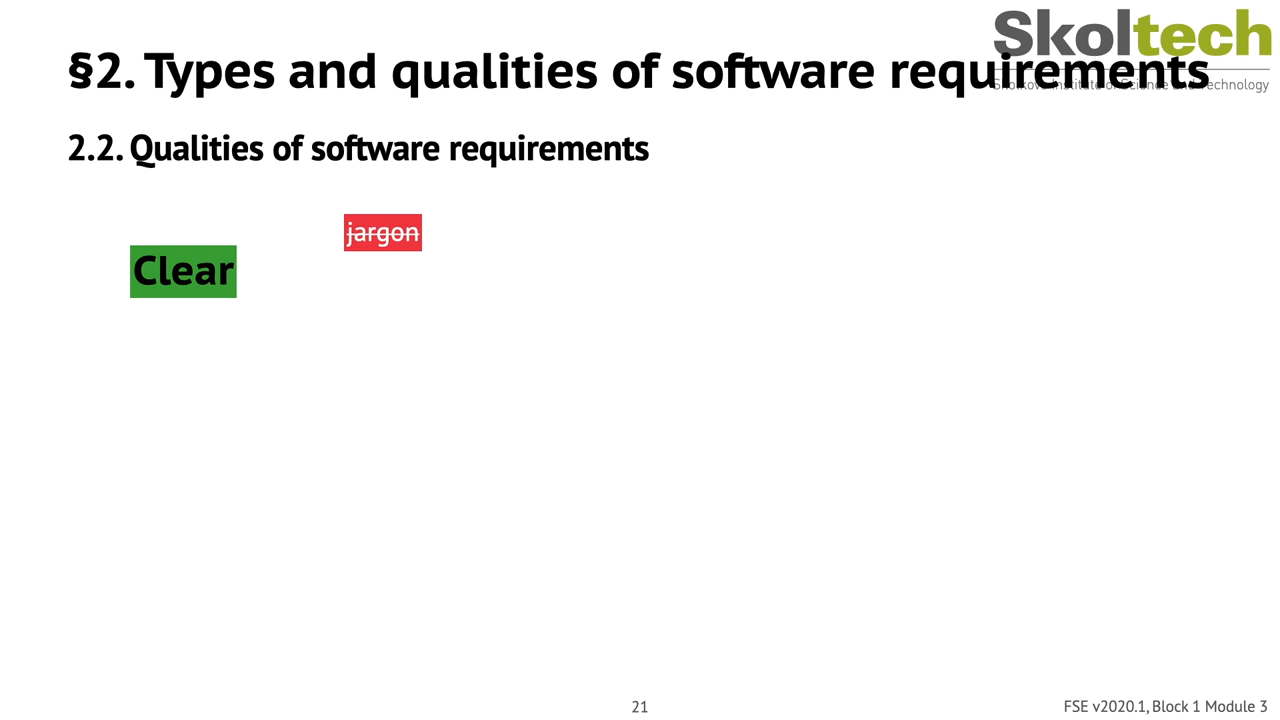 Skoltech
§2. Types and qualities of software requirements
Skolkovo Institute of Science and Technology
2.2. Qualities of software requirements
jargon
Clear
21
FSE v2020.1, Block 1 Module 3